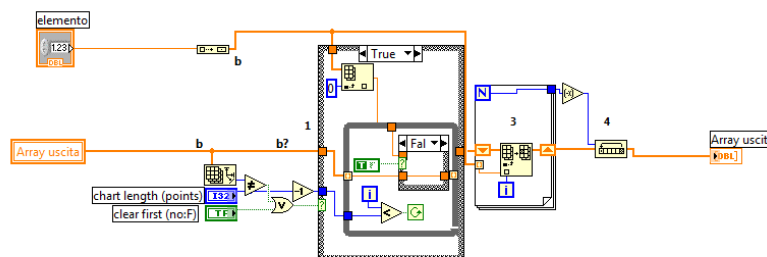 elemento
1.23
DBL
b
True
0
1
Fal
T F
N
3
4
i
Array uscita
b
b?
Array uscit
DBL]
chart length (points)
I32
-1
clear first (no:F)
TF
V
i
<
(-x)
≠